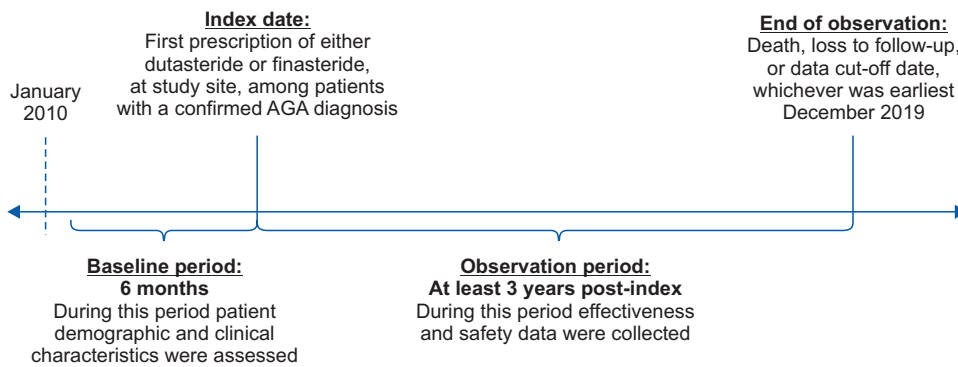 January
2010
Index date:
First prescription of either
dutasteride or finasteride,
at study site, among patients
with a confirmed AGA diagnosis
End of observation:
Death, loss to follow-up,
or data cut-off date,
whichever was earliest
December 2019
Baseline period:
6 months
During this period patient
demographic and clinical
characteristics were assessed
Observation period:
At least 3 years post-index
During this period effectiveness
and safety data were collected